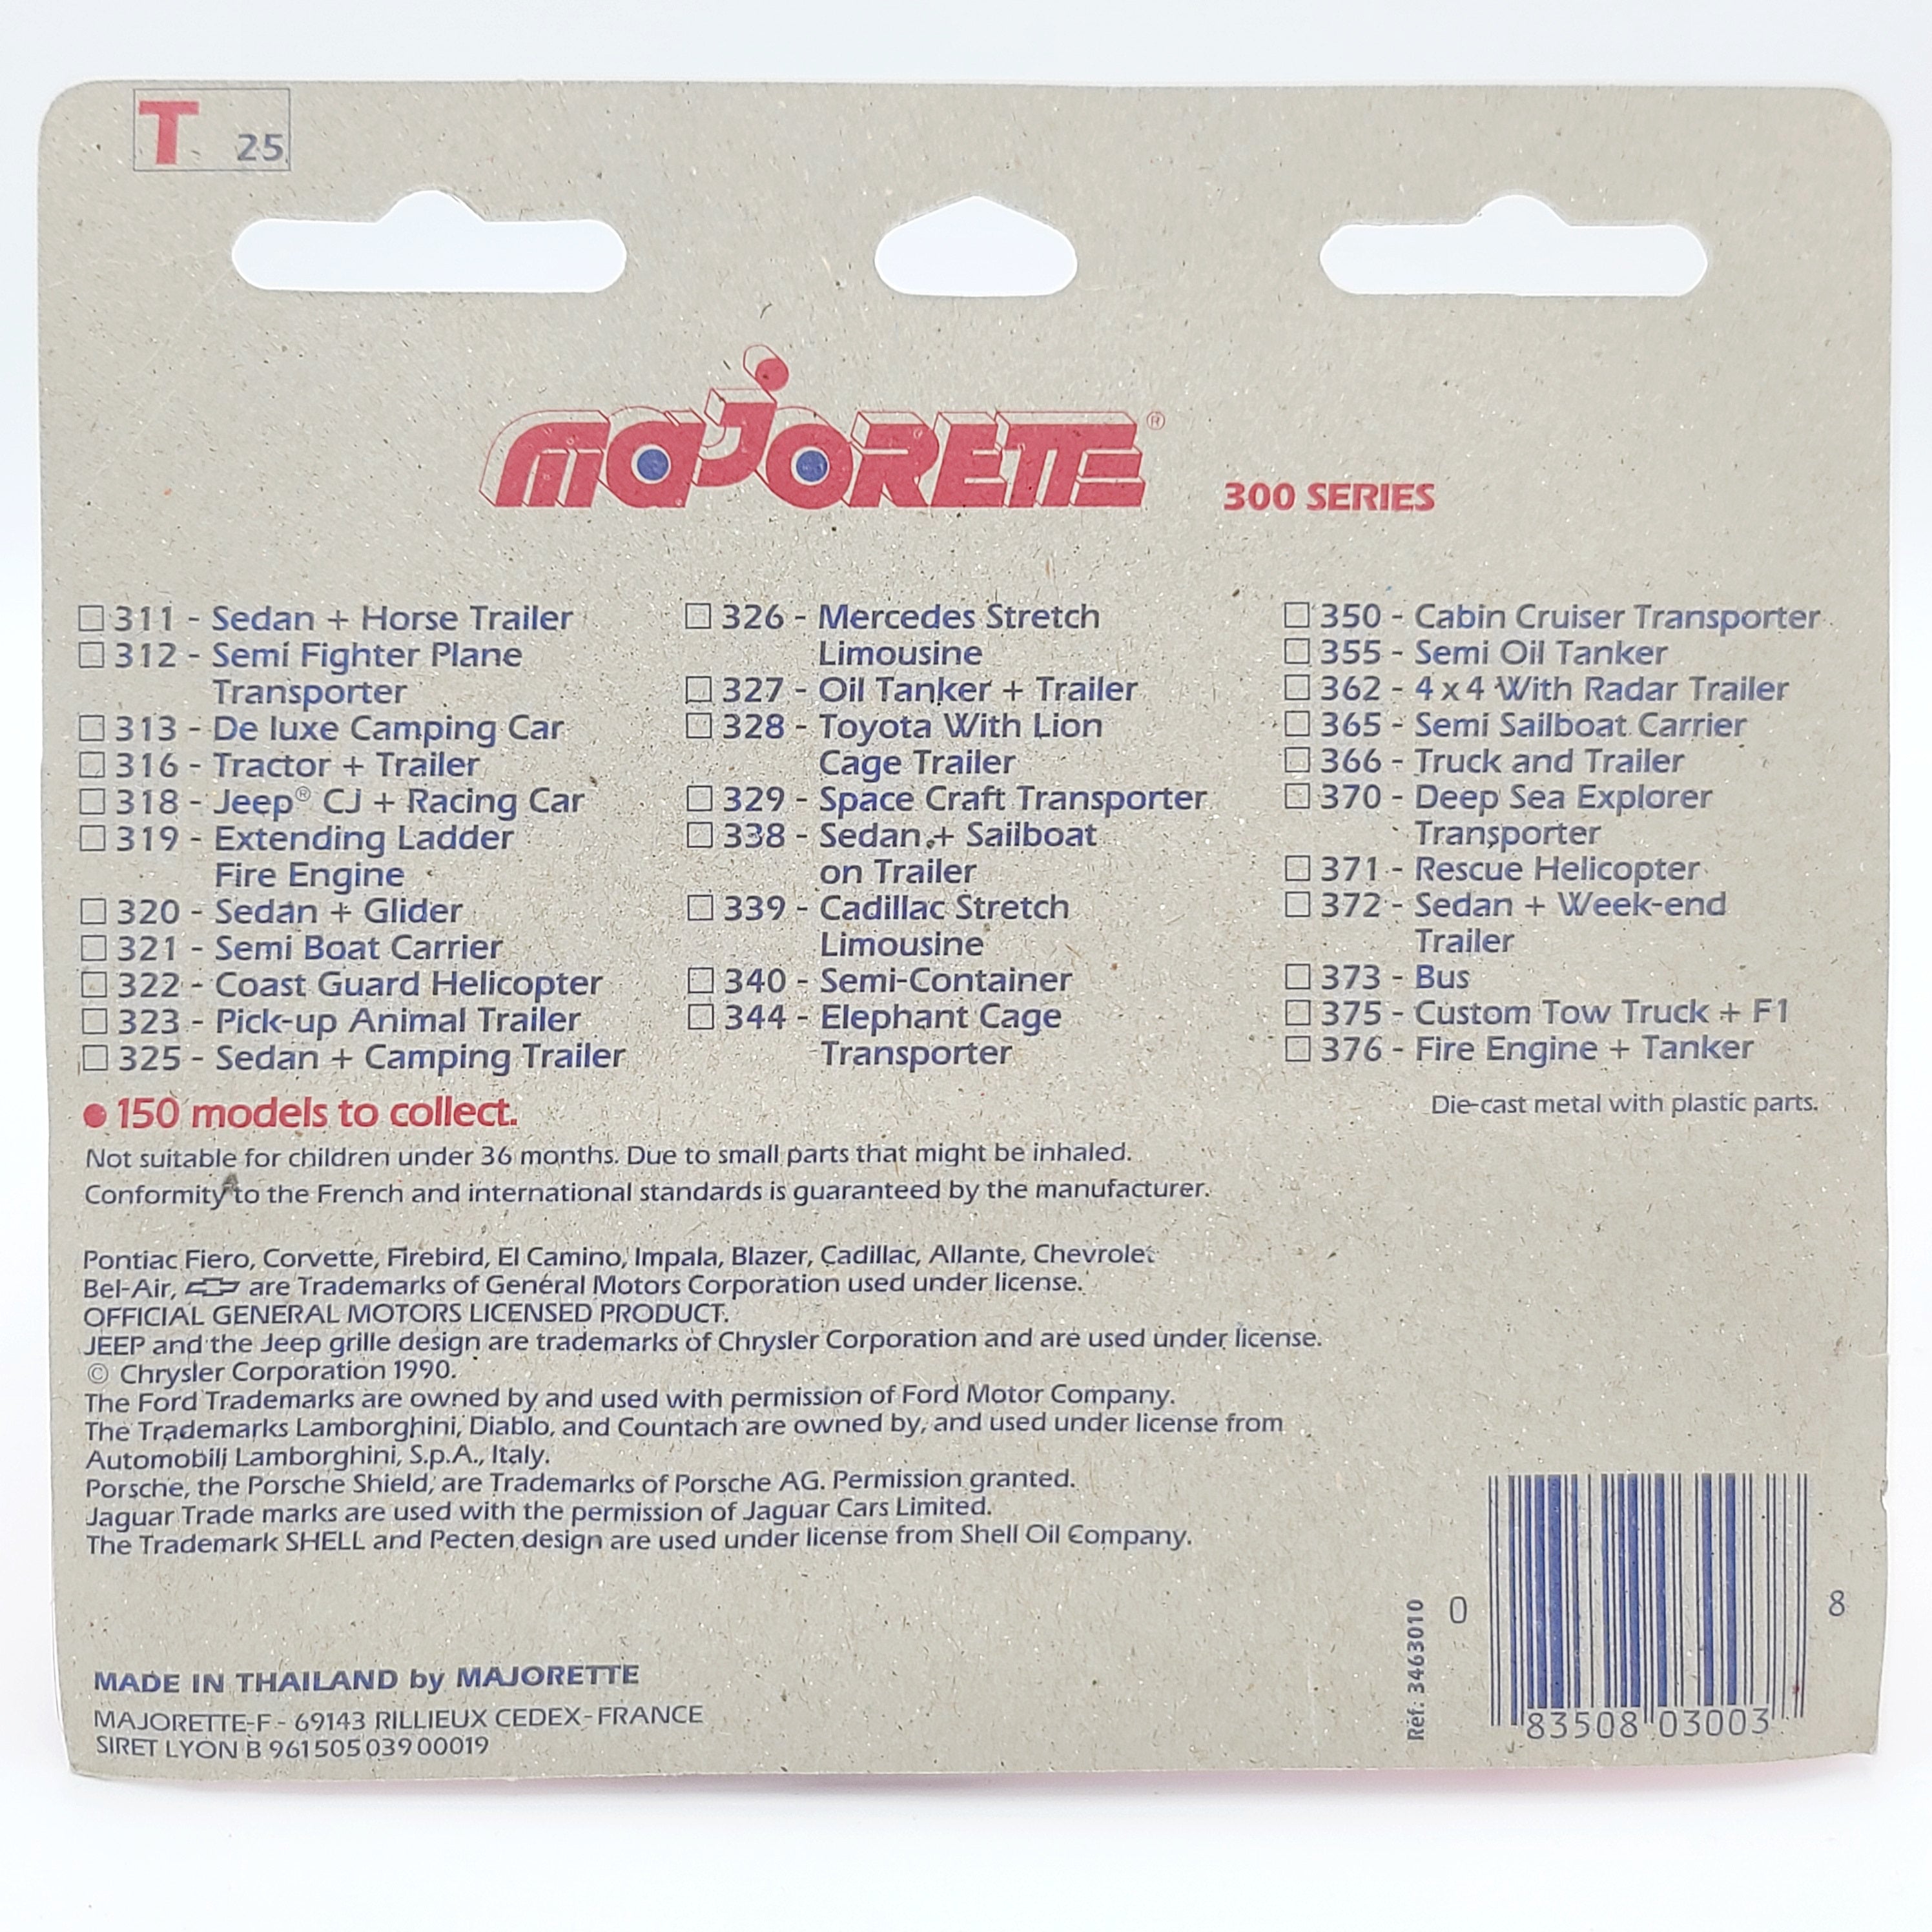 T 25
MAJORETTE®
300 SERIES
311 - Sedan + Horse Trailer
312 - Semi Fighter Plane
Transporter
313 - De luxe Camping Car
316 - Tractor + Trailer
318 - Jeep® CJ + Racing Car
319 - Extending Ladder
Fire Engine
320 - Sedan + Glider
321 - Semi Boat Carrier
322 - Coast Guard Helicopter
323 - Pick-up Animal Trailer
325 - Sedan + Camping Trailer
326 - Mercedes Stretch
Limousine
327 - Oil Tanker + Trailer
328 - Toyota With Lion
Cage Trailer
329 - Space Craft Transporter
338 - Sedan + Sailboat
on Trailer
339 - Cadillac Stretch
Limousine
340 - Semi-Container
344 - Elephant Cage
Transporter
350 - Cabin Cruiser Transporter
355 - Semi Oil Tanker
362 - 4 x 4 With Radar Trailer
365 - Semi Sailboat Carrier
366 - Truck and Trailer
370 - Deep Sea Explorer
Transporter
371 - Rescue Helicopter
372 - Sedan + Week-end
Trailer
373 - Bus
375 - Custom Tow Truck + F1
376 - Fire Engine + Tanker
• 150 models to collect.
Die-cast metal with plastic parts.
Not suitable for children under 36 months. Due to small parts that might be inhaled.
Conformity to the French and international standards is guaranteed by the manufacturer.
Pontiac Fiero, Corvette, Firebird, El Camino, Impala, Blazer, Cadillac, Allante, Chevrolet
Bel-Air, are Trademarks of General Motors Corporation used under license.
OFFICIAL GENERAL MOTORS LICENSED PRODUCT.
JEEP and the Jeep grille design are trademarks of Chrysler Corporation and are used under license.
© Chrysler Corporation 1990.
The Ford Trademarks are owned by and used with permission of Ford Motor Company.
The Trademarks Lamborghini, Diablo, and Countach are owned by, and used under license from
Automobili Lamborghini, S.p.A., Italy.
Porsche, the Porsche Shield, are Trademarks of Porsche AG. Permission granted.
Jaguar Trade marks are used with the permission of Jaguar Cars Limited.
The Trademark SHELL and Pecten design are used under license from Shell Oil Company.
MADE IN THAILAND by MAJORETTE
MAJORETTE-F - 69143 RILLIEUX CEDEX-FRANCE
SIRET LYON B 961 505 039 00019
Réf.: 3463010
0 83508 03003 8